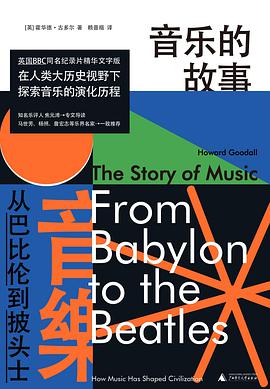 [英]霍华德·古多尔 著 赖晋楷 译
音乐的
故事
英国BBC同名纪录片精华文字版
在人类大历史视野下
探索音乐的演化历程
知名乐评人焦元溥→专文导读
马世芳、杨照、詹宏志等乐界名家→一致推荐
Howard Goodall
The Story of Music
From
Babylon
to the
Beatles
How Music Has Shaped Civilization
从巴比伦到披头士
音樂